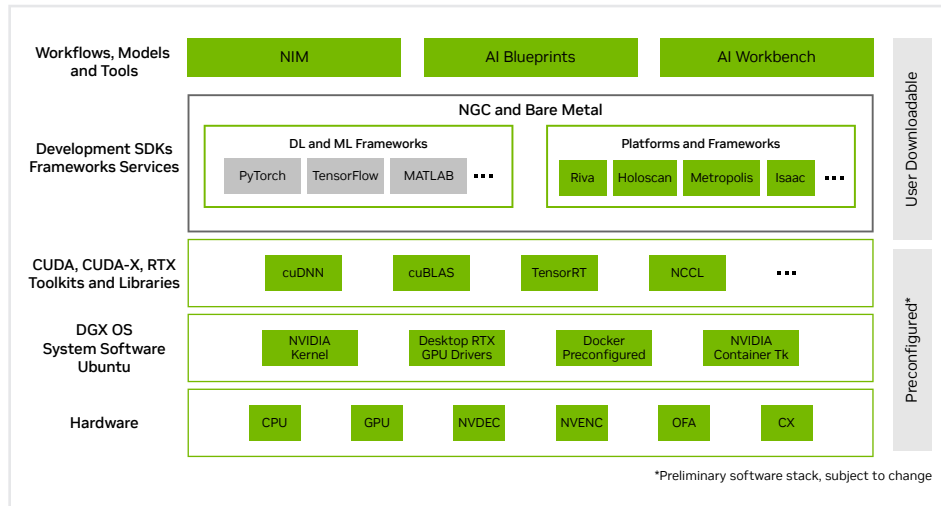 Workflows, Models
and Tools
NIM
AI Blueprints
AI Workbench
User Downloadable
NGC and Bare Metal
Development SDKs
Frameworks Services
DL and ML Frameworks
PyTorch
TensorFlow
MATLAB
Platforms and Frameworks
Riva
Holoscan
Metropolis
Isaac
CUDA, CUDA-X, RTX
Toolkits and Libraries
cuDNN
cuBLAS
TensorRT
NCCL
Preconfigured*
DGX OS
System Software
Ubuntu
NVIDIA
Kernel
Desktop RTX
GPU Drivers
Docker
Preconfigured
NVIDIA
Container Tk
Hardware
CPU
GPU
NVDEC
NVENC
OFA
CX
*Preliminary software stack, subject to change